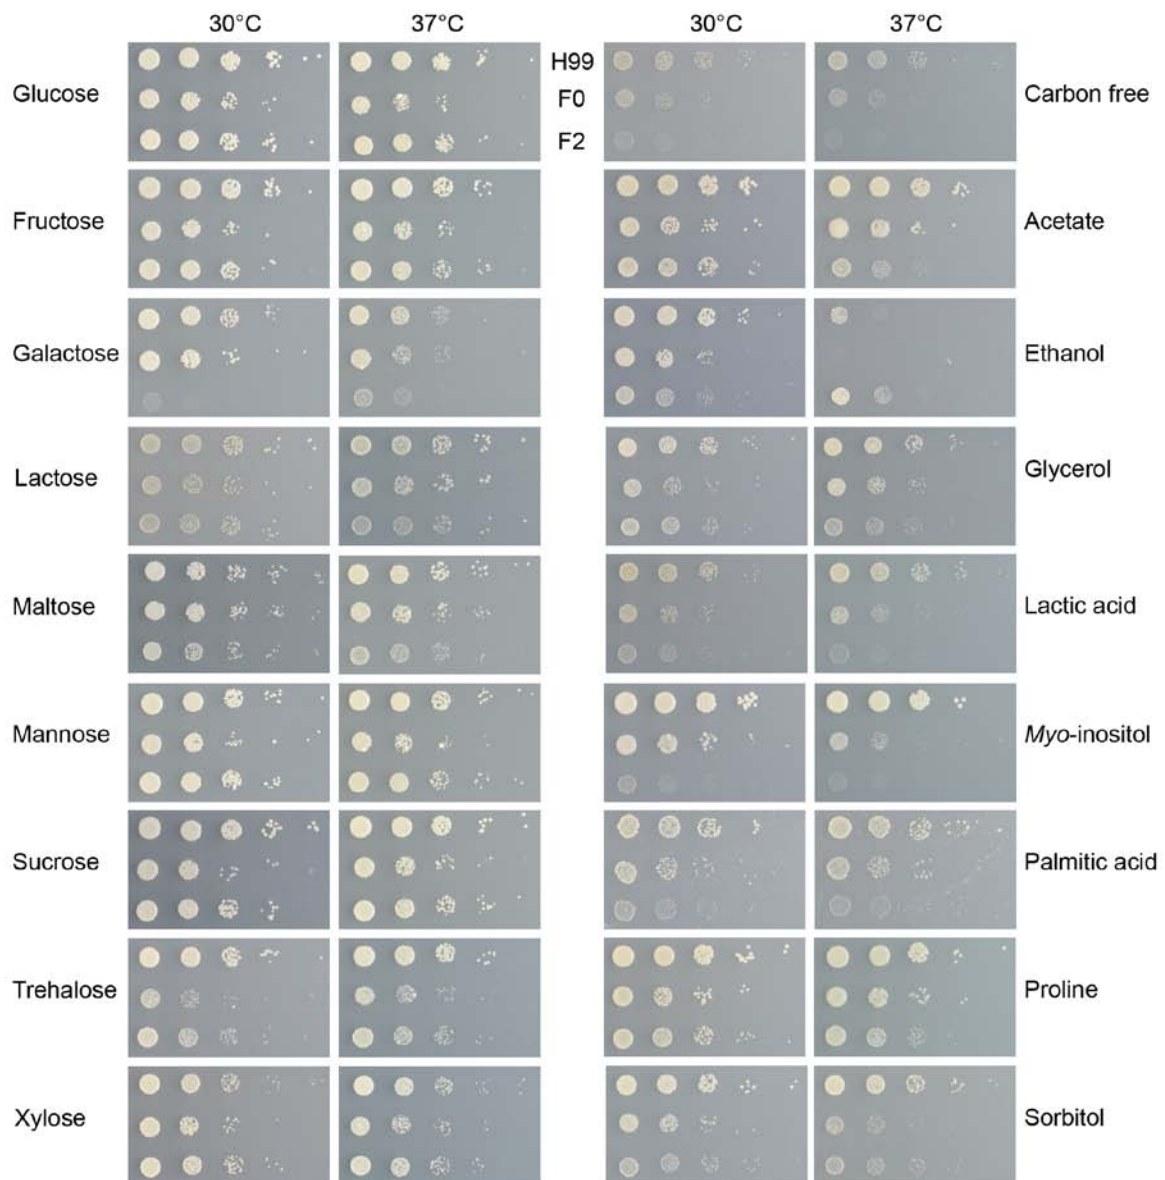 30°C 37°C 30°C 37°C
Glucose H99 Carbon free
F0
F2
Fructose Acetate
Galactose Ethanol
Lactose Glycerol
Maltose Lactic acid
Mannose Myo-inositol
Sucrose Palmitic acid
Trehalose Proline
Xylose Sorbitol